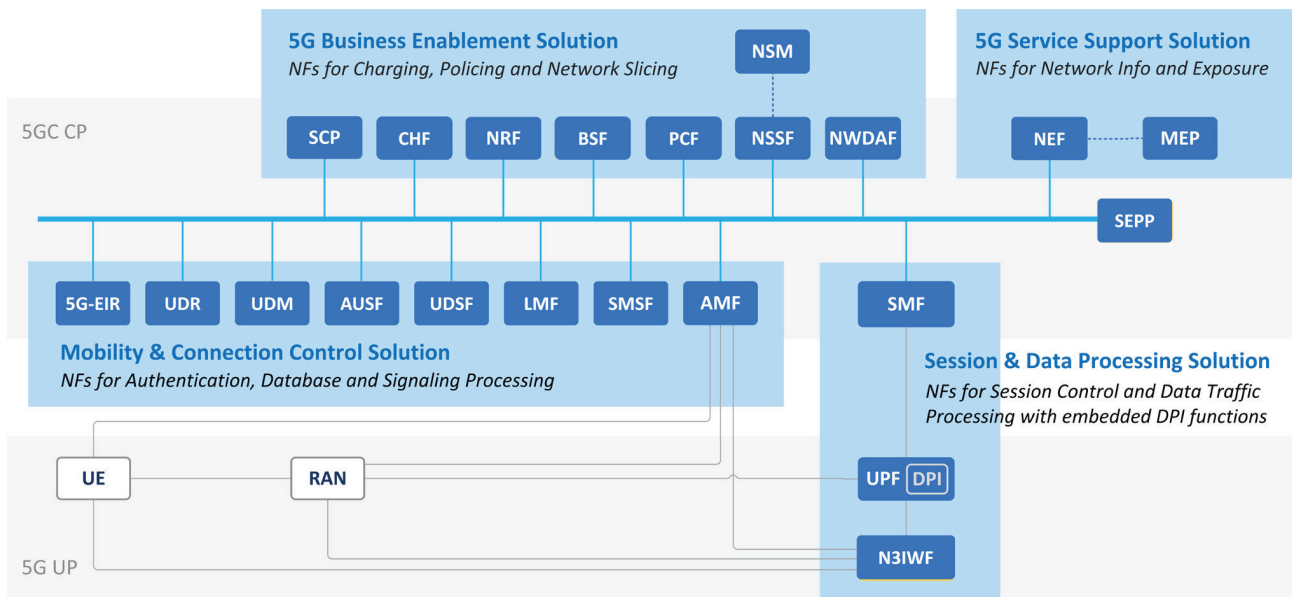 5G Business Enablement Solution
NFs for Charging, Policing and Network Slicing
NSM
5G Service Support Solution
NFs for Network Info and Exposure
5GC CP
SCP
CHF
NRF
BSF
PCF
NSSF
NWDAF
NEF
MEP
SEPP
5G-EIR
UDR
UDM
AUSF
UDSF
LMF
SMSF
AMF
SMF
Mobility & Connection Control Solution
NFs for Authentication, Database and Signaling Processing
Session & Data Processing Solution
NFs for Session Control and Data Traffic
Processing with embedded DPI functions
UE
RAN
UPF DPI
N3IWF
5G UP